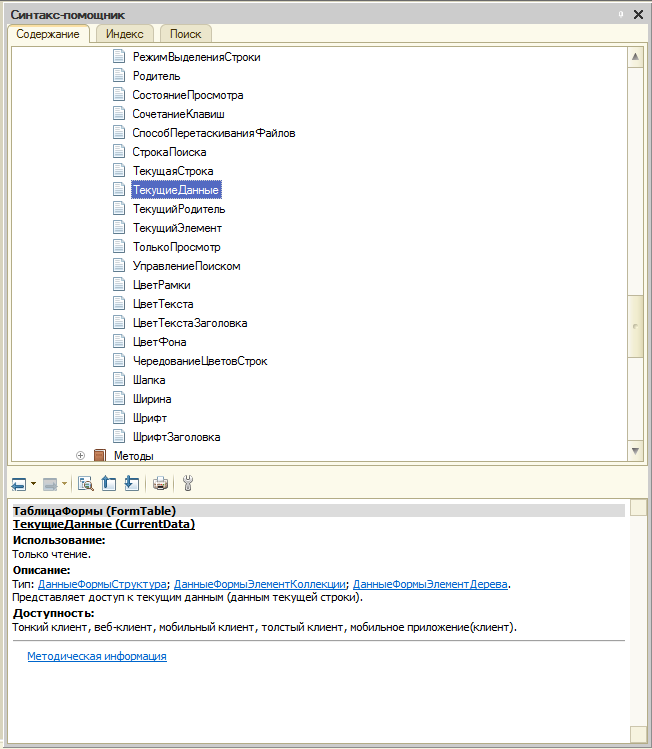 Синтакс-помощник
Содержание Индекс Поиск
РежимВыделенияСтроки
Родитель
СостояниеПросмотра
СочетаниеКлавиш
СпособПеретаскиванияФайлов
СтрокаПоиска
ТекущаяСтрока
ТекущиеДанные
ТекущийРодитель
ТекущийЭлемент
ТолькоПросмотр
УправлениеПоиском
ЦветРамки
ЦветТекста
ЦветТекстаЗаголовка
ЦветФона
ЧередованиеЦветовСтрок
Шапка
Ширина
Шрифт
ШрифтЗаголовка
Методы
ТаблицаФормы (FormTable)
ТекущиеДанные (CurrentData)
Использование:
Только чтение.
Описание:
Тип: ДанныеФормыСтруктура; ДанныеФормыЭлементКоллекции; ДанныеФормыЭлементДерева.
Представляет доступ к текущим данным (данным текущей строки).
Доступность:
Тонкий клиент, веб-клиент, мобильный клиент, толстый клиент, мобильное приложение(клиент).
Методическая информация